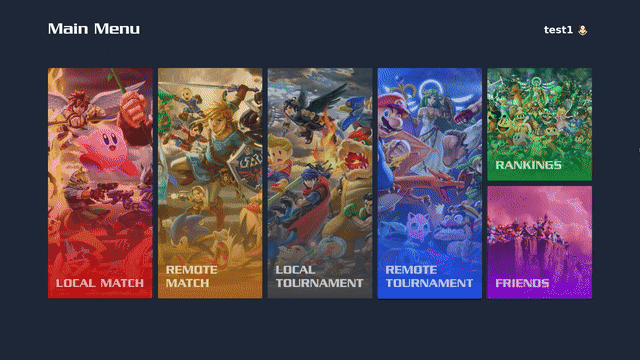 Main Menu
test1
LOCAL MATCH
REMOTE
MATCH
LOCAL
TOURNAMENT
REMOTE
TOURNAMENT
RANKINGS
FRIENDS